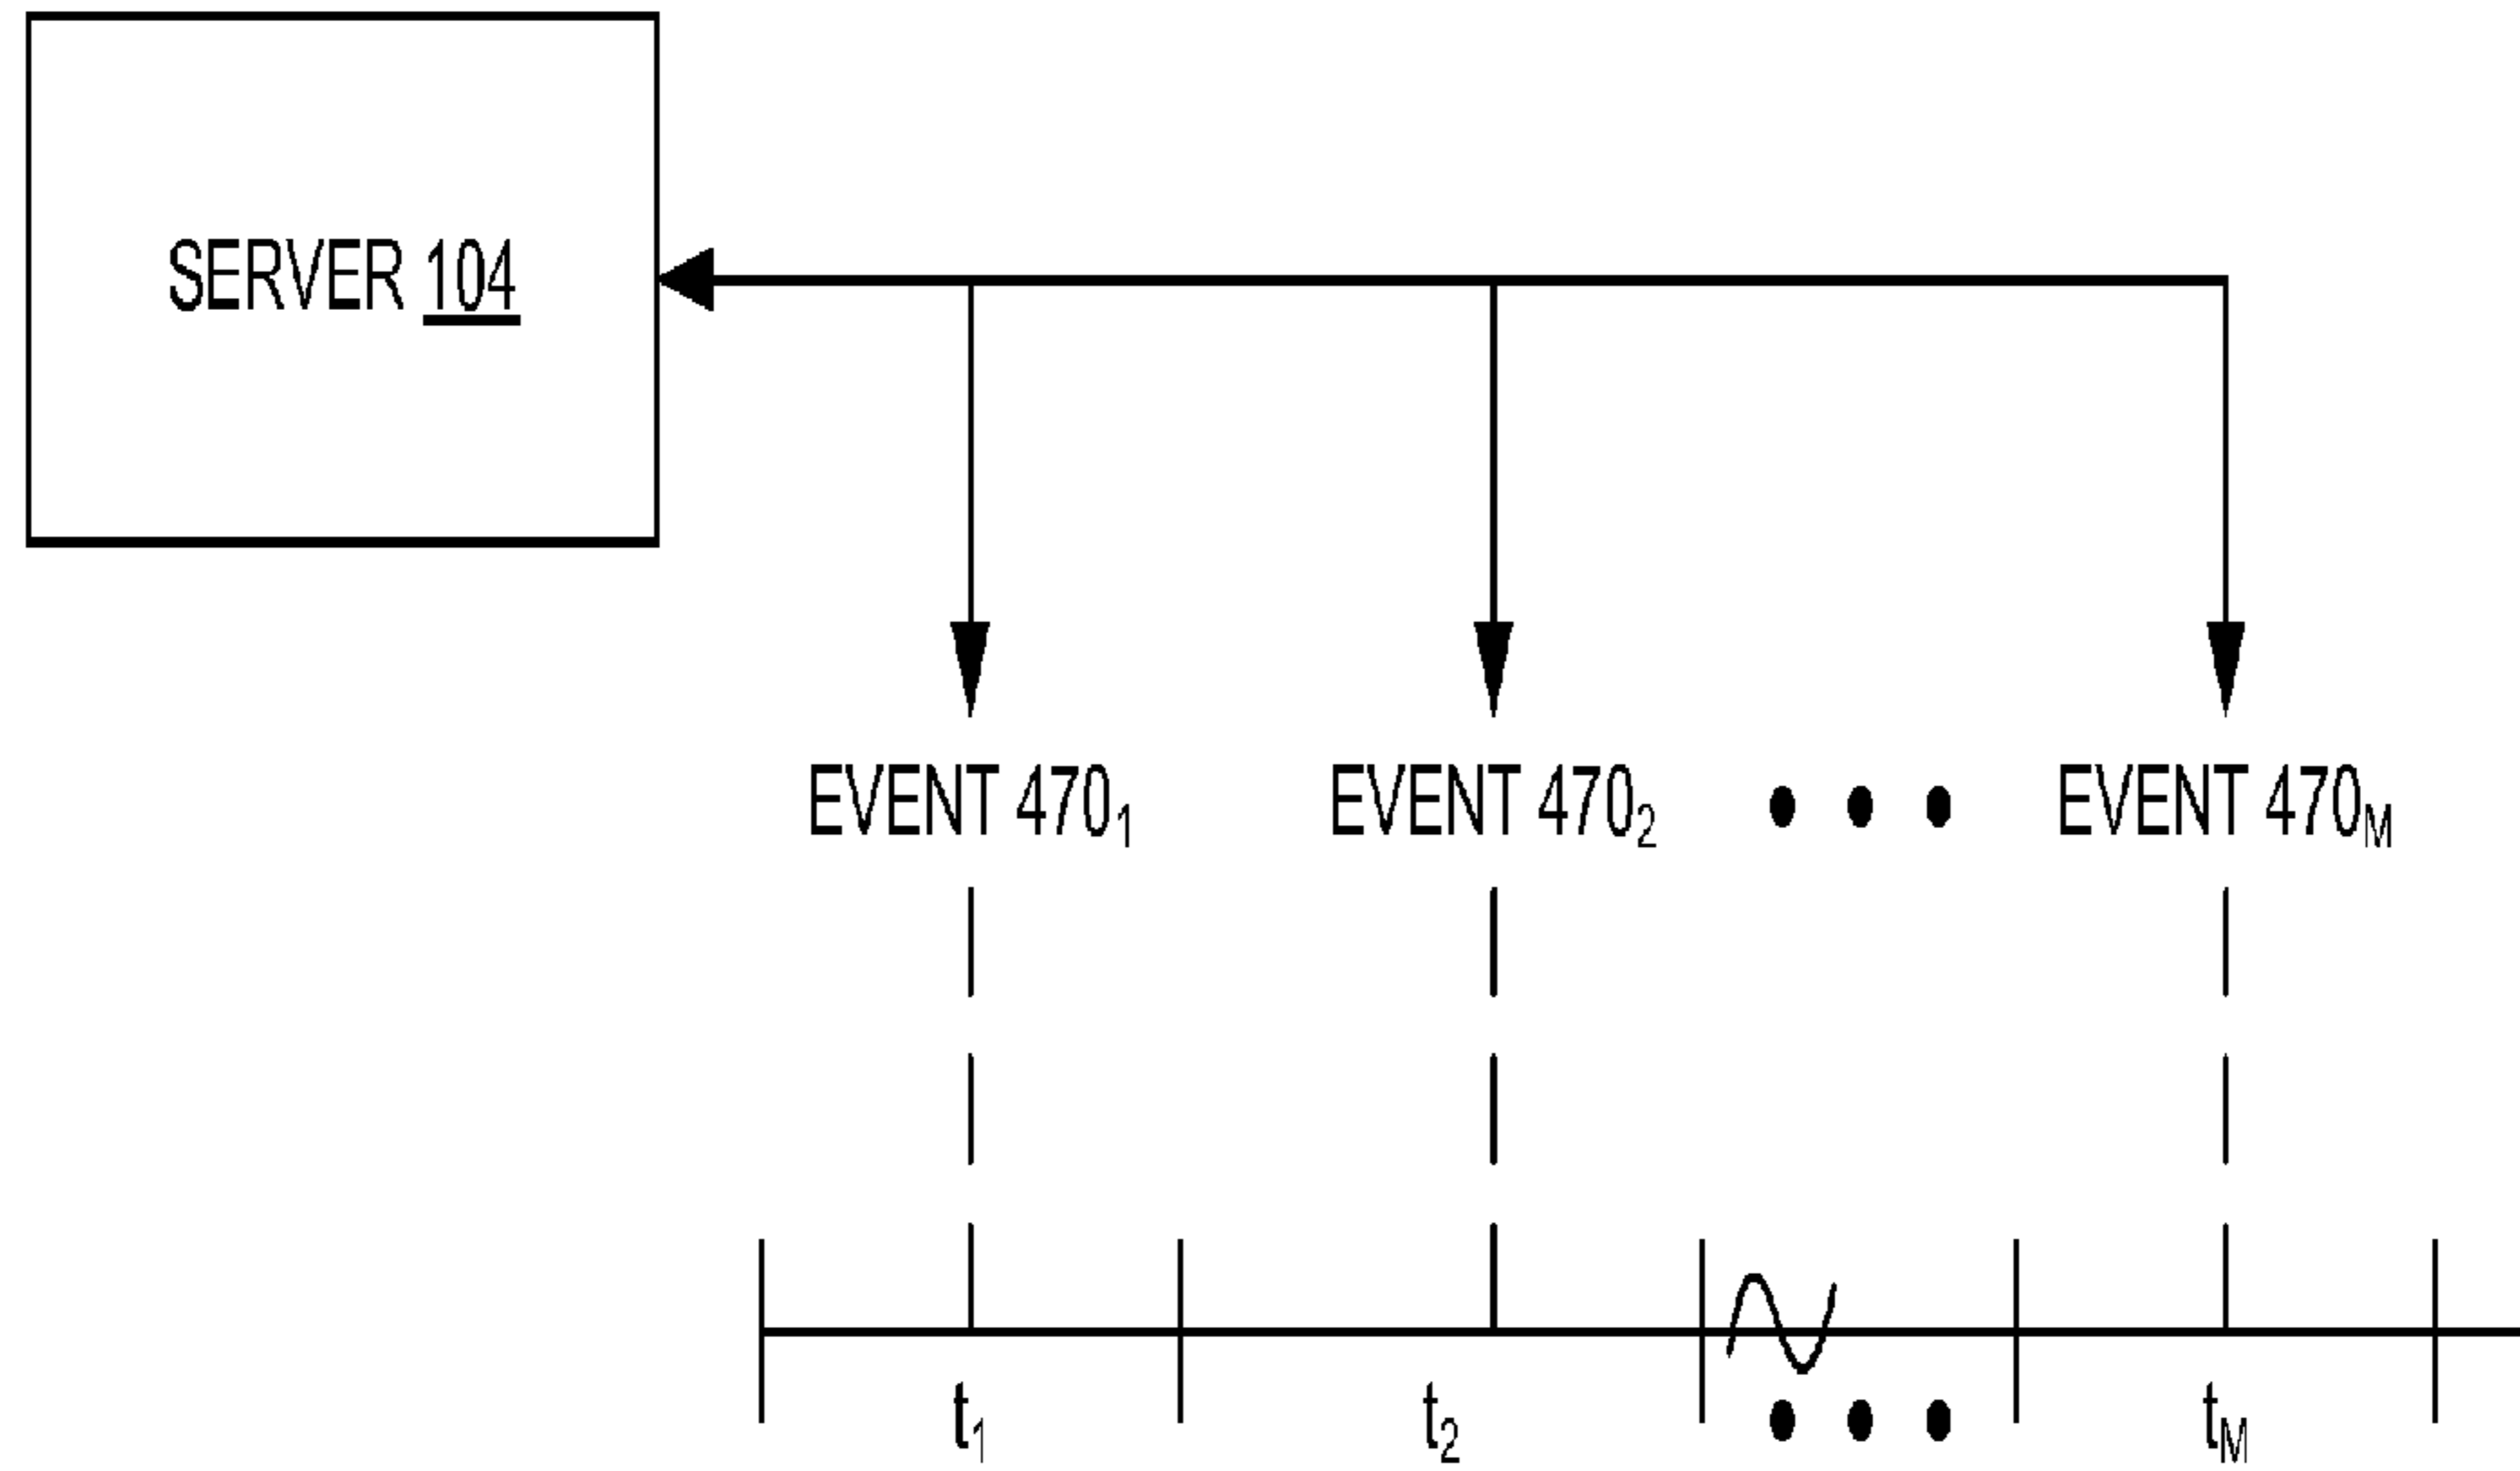 SERVER 104
EVENT 470₁ EVENT 470₂ • • • EVENT 470M
t₁ t₂ • • • tM